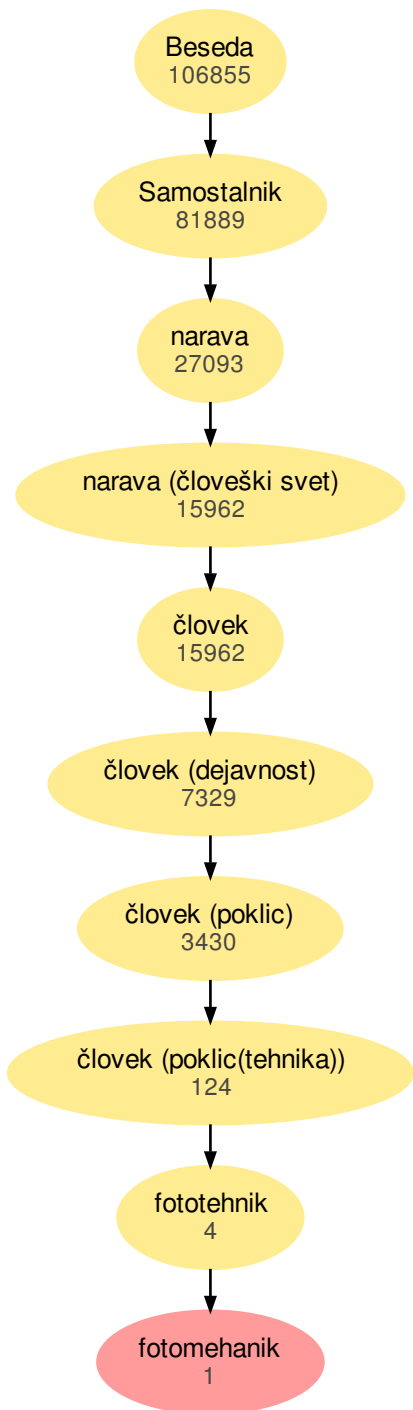 Beseda
106855
Samostalnik
81889
narava
27093
narava (človeški svet)
15962
človek
15962
človek (dejavnost)
7329
človek (poklic)
3430
človek (poklic(tehnika))
124
fototehnik
4
fotomehanik
1